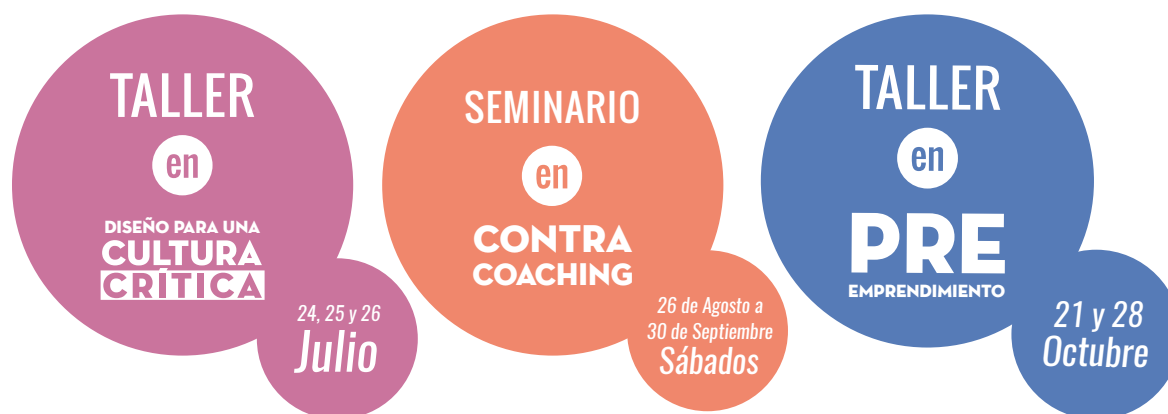 TALLER
en
DISEÑO PARA UNA
CULTURA
CRÍTICA
24, 25 y 26
Julio
SEMINARIO
en
CONTRA
COACHING
26 de Agosto a
30 de Septiembre
Sábados
TALLER
en
PRE
EMPRENDIMIENTO
21 y 28
Octubre